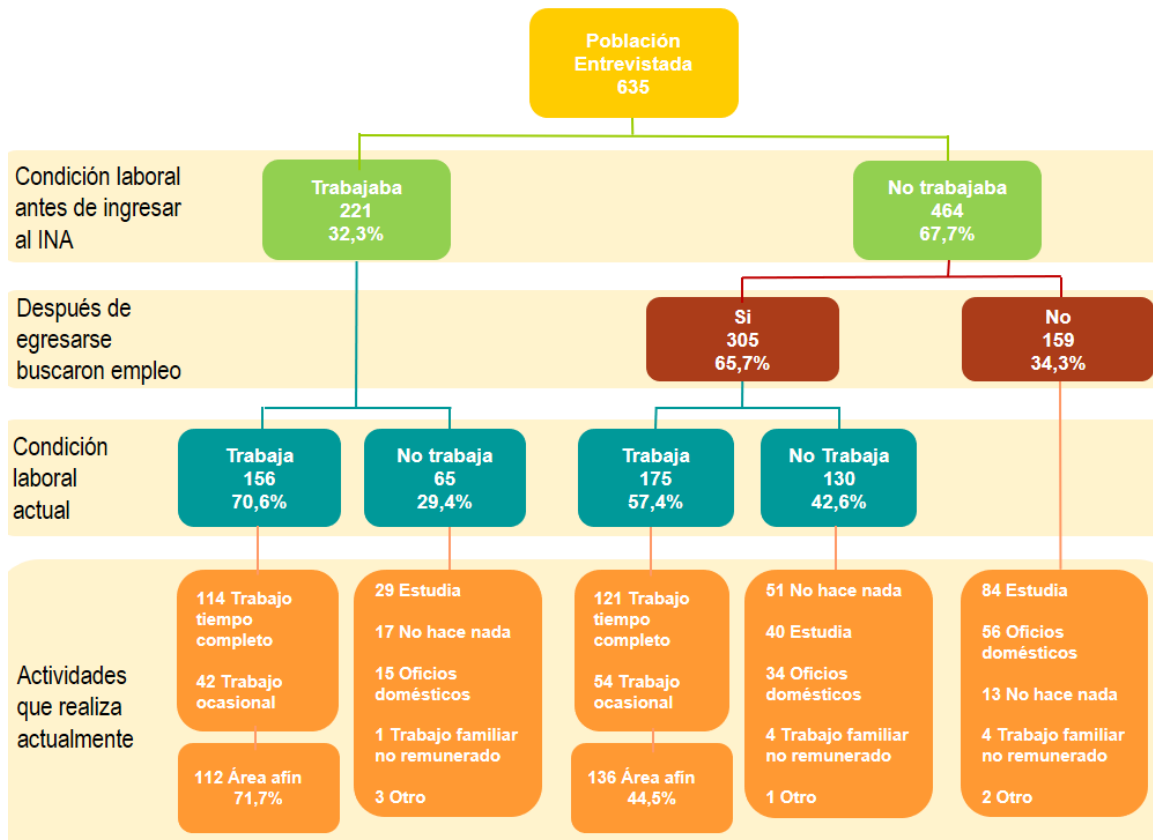 Población
Entrevistada
635
Condición laboral
antes de ingresar
al INA
Trabajaba
221
32,3%
No trabajaba
464
67,7%
Después de
egresarse
buscaron empleo
Si
305
65,7%
No
159
34,3%
Condición
laboral
actual
Trabaja
156
70,6%
No trabaja
65
29,4%
Trabaja
175
57,4%
No Trabaja
130
42,6%
Actividades
que realiza
actualmente
114 Trabajo
tiempo
completo
42 Trabajo
ocasional
112 Área afín
71,7%
29 Estudia
17 No hace nada
15 Oficios
domésticos
1 Trabajo familiar
no remunerado
3 Otro
121 Trabajo
tiempo
completo
54 Trabajo
ocasional
136 Área afín
44,5%
51 No hace nada
40 Estudia
34 Oficios
domésticos
4 Trabajo familiar
no remunerado
1 Otro
84 Estudia
56 Oficios
domésticos
13 No hace nada
4 Trabajo familiar
no remunerado
2 Otro